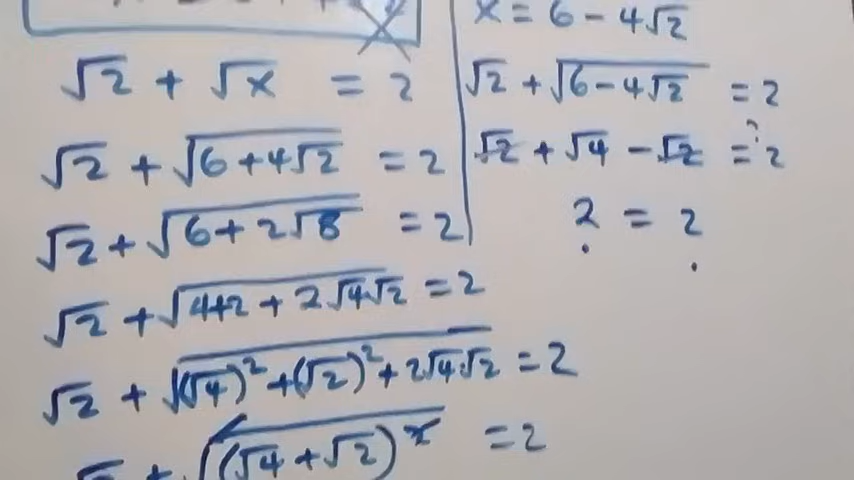 √2 + √x = 2
√2 + √(6+4√2) = 2
√2 + √(6+2√8) = 2
√2 + √(4+2 + 2√4√2) = 2
√2 + √((√4)² + (√2)² + 2√4√2) = 2
√2 + √((√4 + √2)²) = 2
x = 6 - 4√2
√2 + √(6-4√2) = 2
√2 + √4 - √2 =? 2
2 = 2